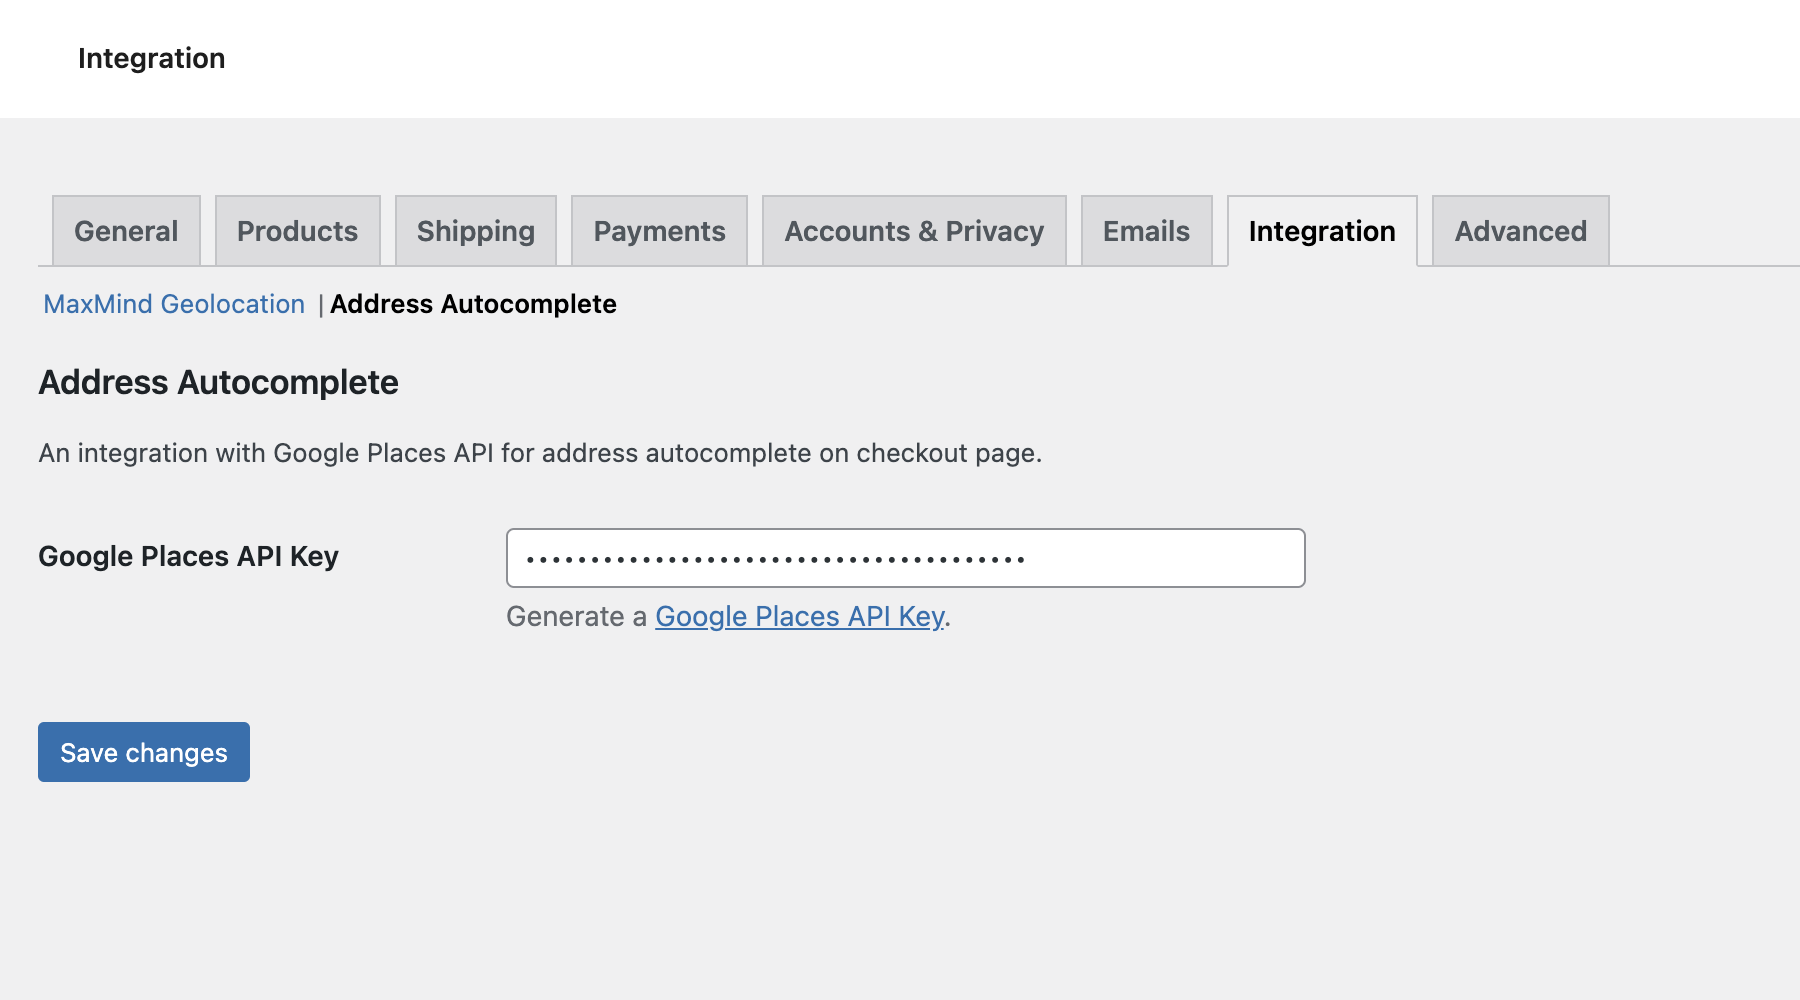 Integration
General Products Shipping Payments Accounts & Privacy Emails Integration Advanced
MaxMind Geolocation | Address Autocomplete
Address Autocomplete
An integration with Google Places API for address autocomplete on checkout page.
Google Places API Key •••••••••••••••••••••••••••••••••••••••
Generate a Google Places API Key.
Save changes